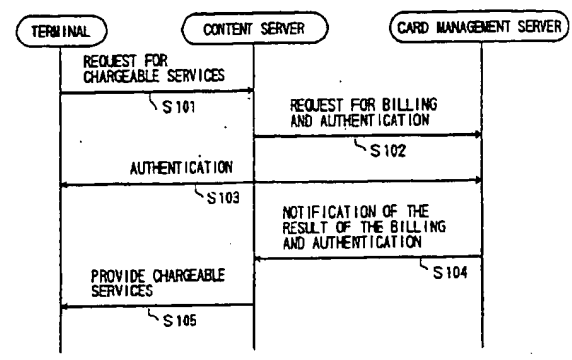 TERMINAL
CONTENT SERVER
CARD MANAGEMENT SERVER
REQUEST FOR
CHARGEABLE SERVICES
S101
REQUEST FOR BILLING
AND AUTHENTICATION
S102
AUTHENTICATION
S103
NOTIFICATION OF THE
RESULT OF THE BILLING
AND AUTHENTICATION
S104
PROVIDE CHARGEABLE
SERVICES
S105